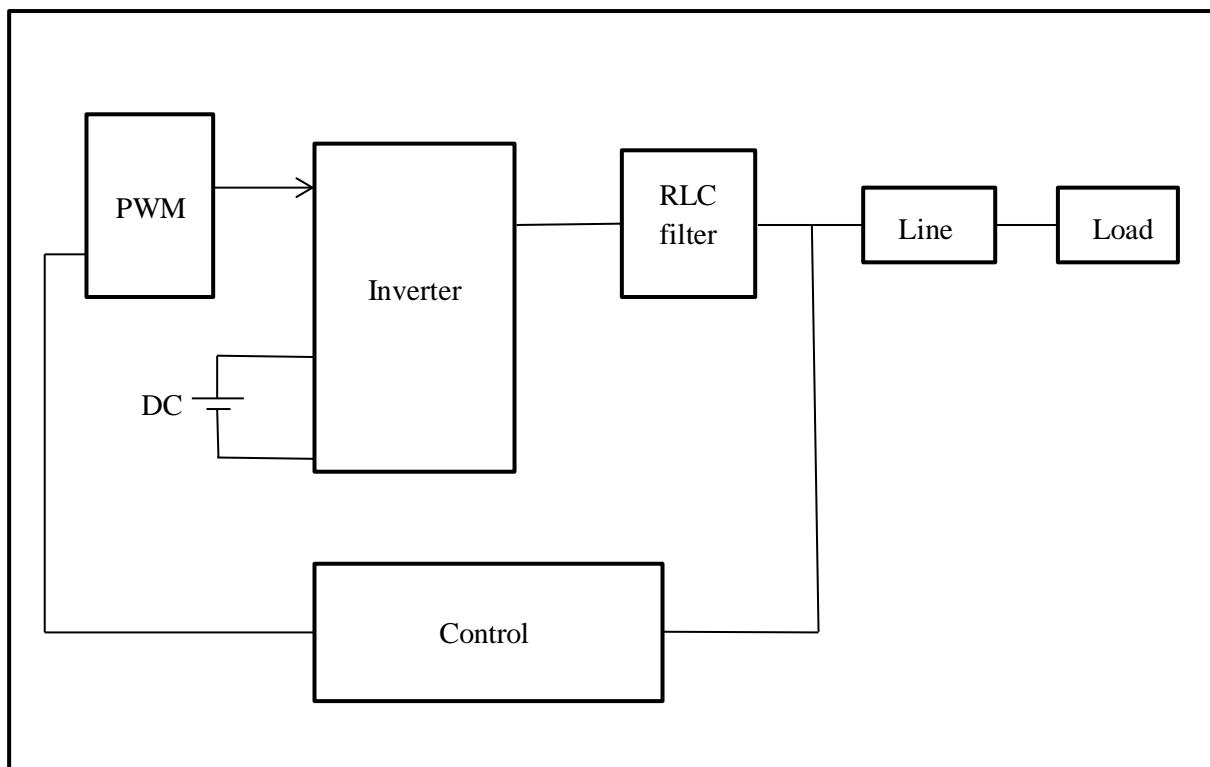 PWM
Inverter
RLC
filter
Line
Load
DC
Control